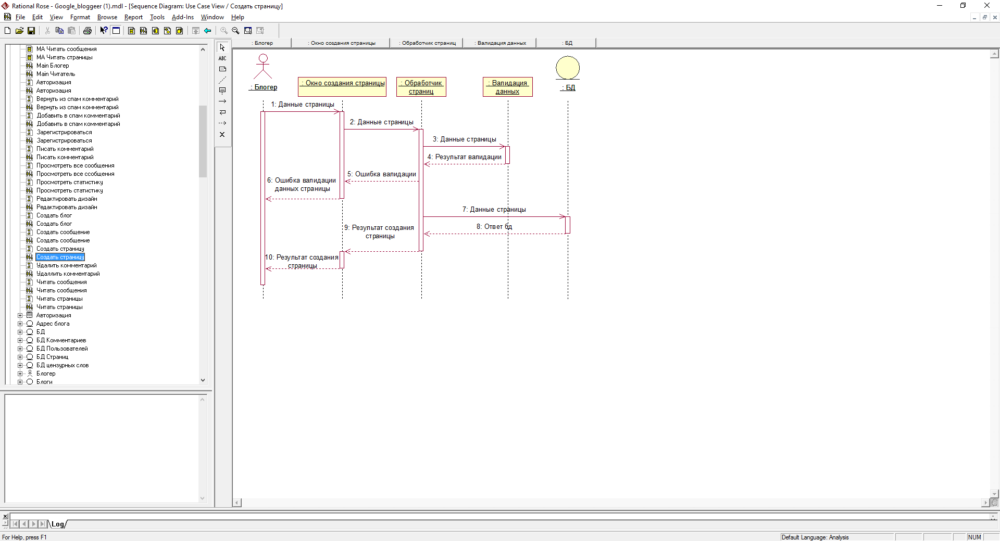 Rational Rose - Google_bloggeer (1).mdl - [Sequence Diagram: Use Case View / Создать страницу]
File Edit View Format Browse Report Tools Add-Ins Window Help
ABC
МА Читать сообщения
МА Читать страницы
Main Блогер
Main Читатель
Авторизация
Авторизация
Вернуть из спам комментарий
Вернуть из спам комментарий
Добавить в спам комментарий
Добавить в спам комментарий
Зарегистрироваться
Зарегистрироваться
Писать комментарий
Писать комментарий
Просмотреть все сообщения
Просмотреть все ссобщения
Просмотреть статистику
Просмотреть статистику
Редактировать дизайн
Редактировать дизайн
Создать блог
Создать блог
Создать сообщение
Создать сообщение
Создать страницу
Создать страницу
Удалить комментарий
Удаллить комментарий
Читать сообщения
Читать сообщения
Читать страницы
Читать страницы
Авторизация
Адрес блога
БД
БД Комментариев
БД Пользователей
БД Страниц
БД цензурных слов
Блогер
Блоги
: Блогер : Окно создания страницы : Обработчик страниц : Валидация данных : БД
: Блогер
: Окно создания страницы
: Обработчик
страниц
: Валидация
данных
: БД
1: Данные страницы
2: Данные страницы
3: Данные страницы
4: Результат валидации
5: Ошибка валидации
6: Ошибка валидации
данных страницы
7: Данные страницы
8: Ответ бд
9: Результат создания
страницы
10: Результат создания
страницы
Log
For Help, press F1
Default Language: Analysis
NUM